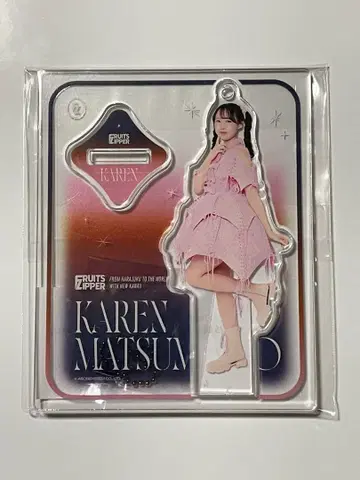 FRUITS
ZIPPER
KAREN
FRUITS
ZIPPER
FROM HARAJUKU TO THE WORLD
WITH NEW KAWAII
KAREN
MATSUM O